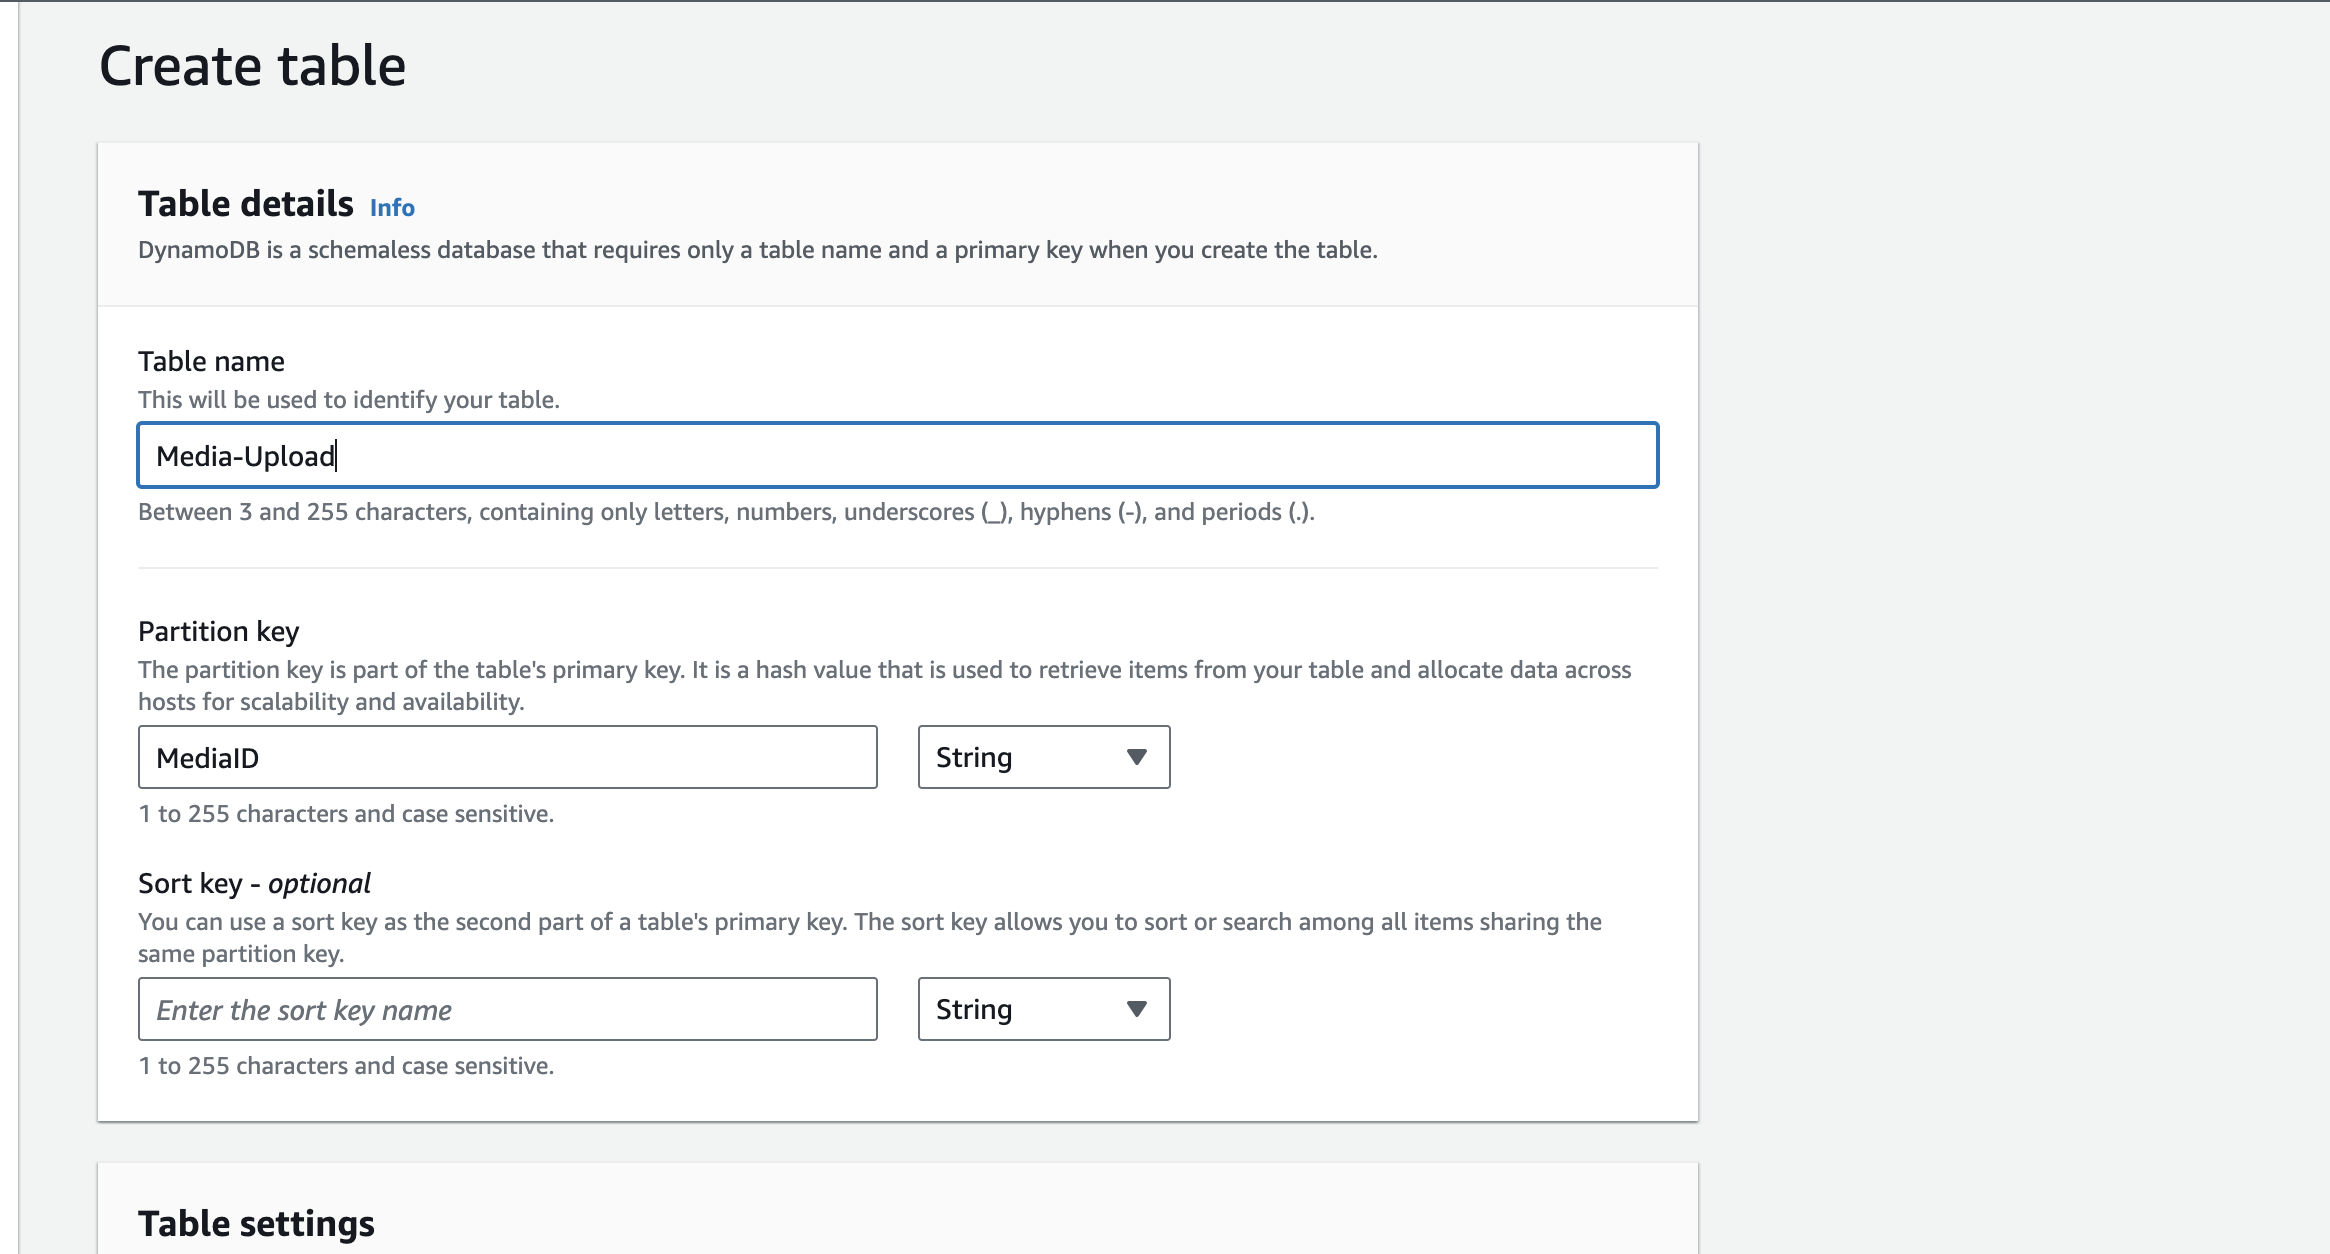 Create table
Table details Info
DynamoDB is a schemaless database that requires only a table name and a primary key when you create the table.
Table name
This will be used to identify your table.
Media-Upload
Between 3 and 255 characters, containing only letters, numbers, underscores (_), hyphens (-), and periods (.).
Partition key
The partition key is part of the table's primary key. It is a hash value that is used to retrieve items from your table and allocate data across
hosts for scalability and availability.
MediaID String
1 to 255 characters and case sensitive.
Sort key - optional
You can use a sort key as the second part of a table's primary key. The sort key allows you to sort or search among all items sharing the
same partition key.
Enter the sort key name String
1 to 255 characters and case sensitive.
Table settings